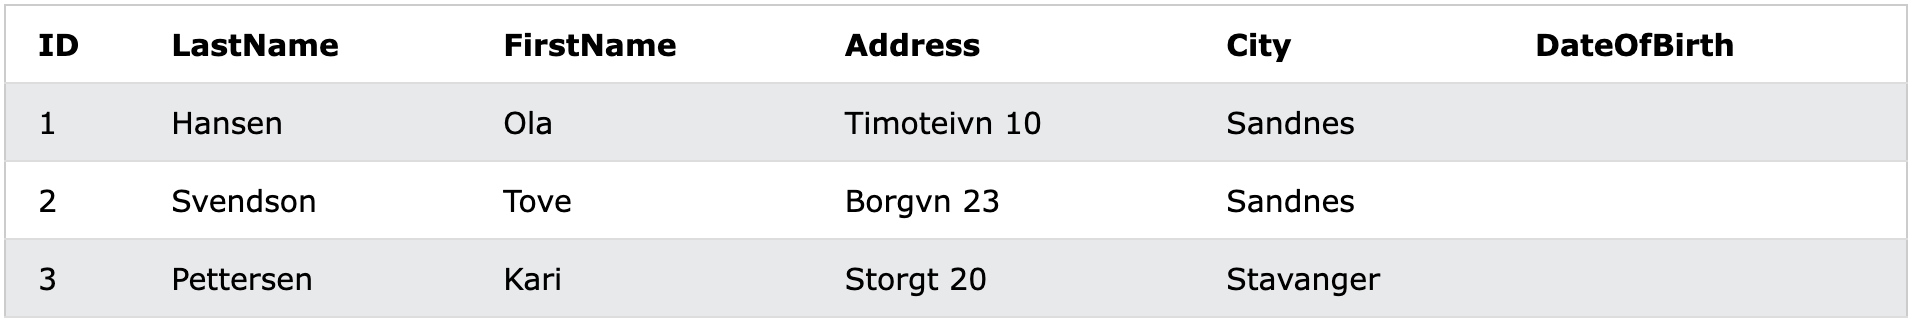 ID LastName FirstName Address City DateOfBirth
1 Hansen Ola Timoteivn 10 Sandnes
2 Svendson Tove Borgvn 23 Sandnes
3 Pettersen Kari Storgt 20 Stavanger